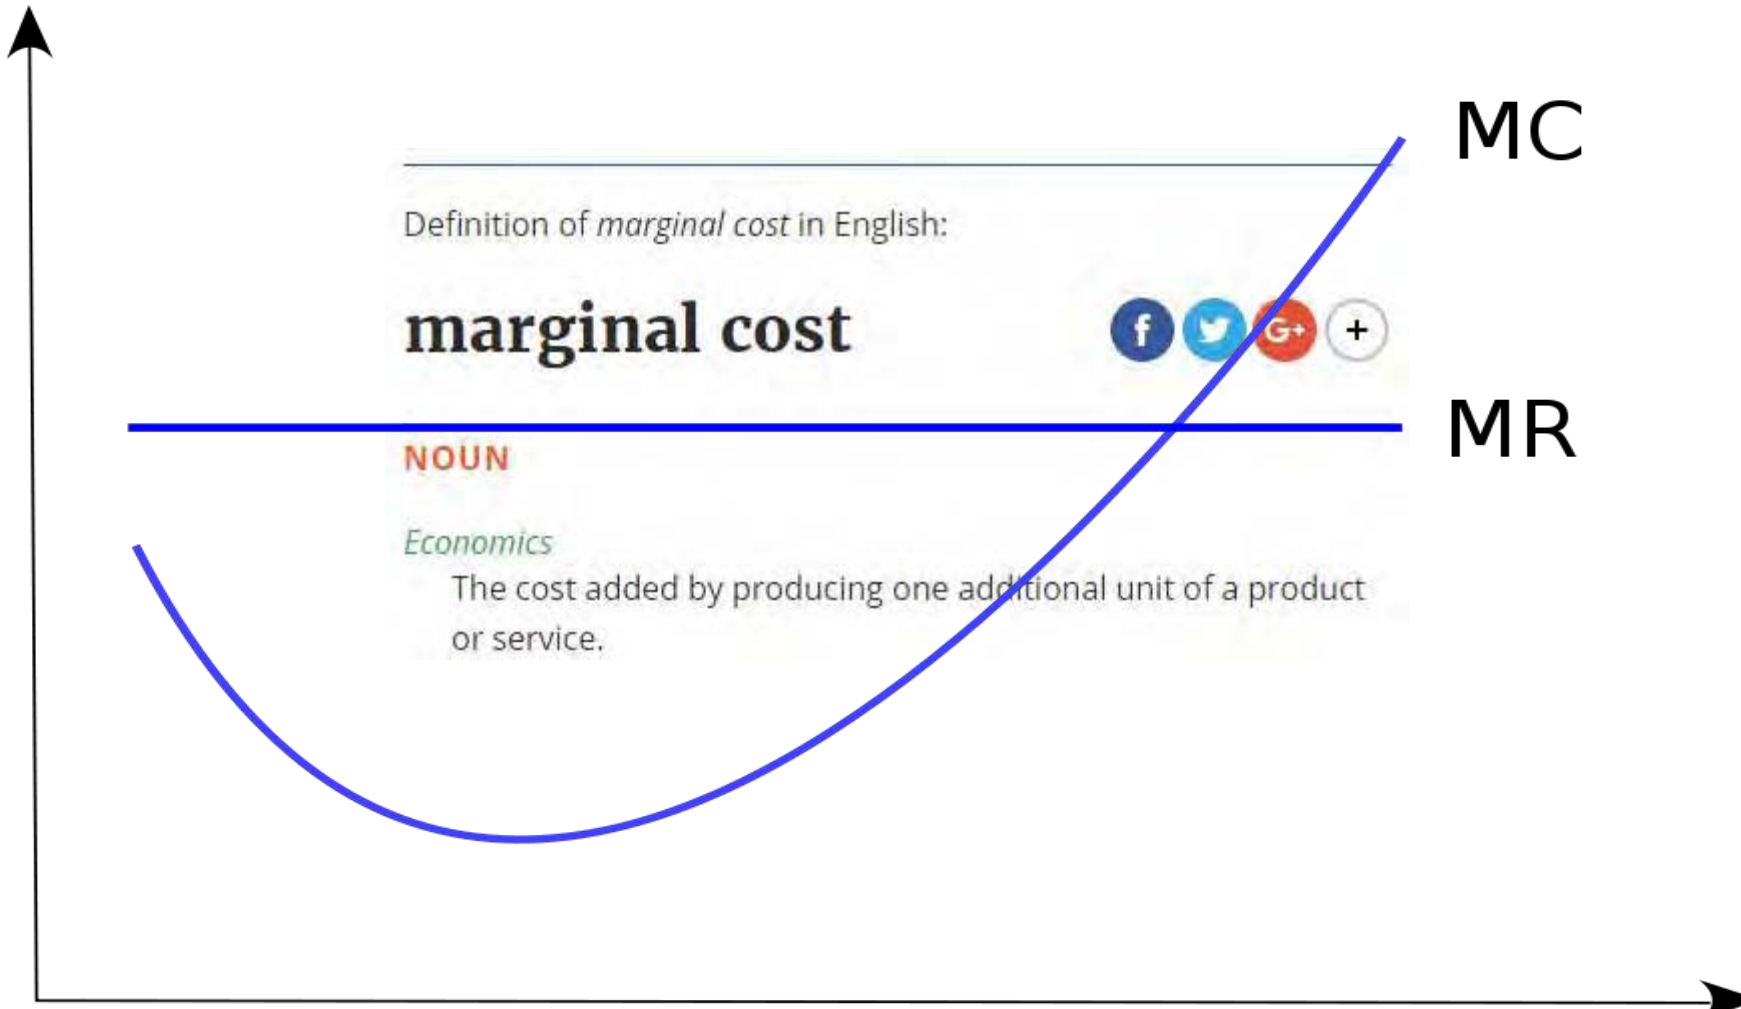 MC
Definition of marginal cost in English:
marginal cost
f G+ +
MR
NOUN
Economics
The cost added by producing one additional unit of a product
or service.